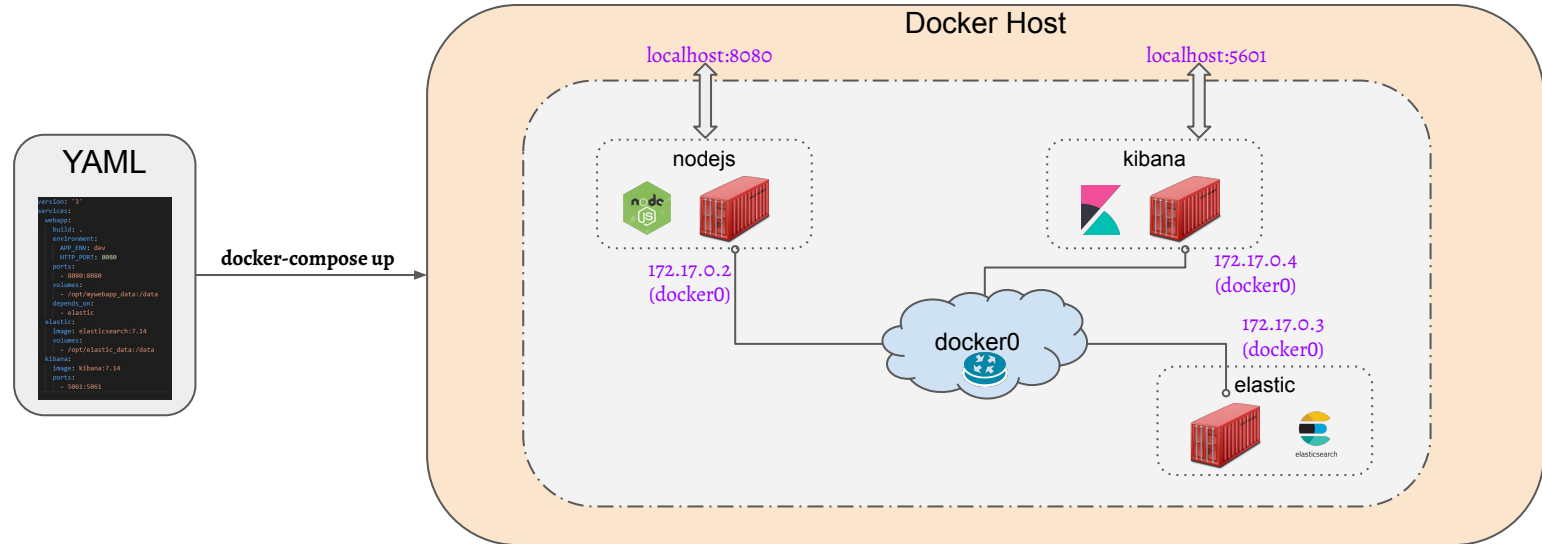 Docker Host
localhost:8080
localhost:5601
YAML
version: '3'
services:
webapp:
build: .
environment:
APP_ENV: dev
HTTP_PORT: 8080
ports:
- 8080:8080
volumes:
- /opt/mywebapp_data:/data
depends_on:
- elastic
elastic:
image: elasticsearch:7.14
volumes:
- /opt/elastic_data:/data
kibana:
image: kibana:7.14
ports:
- 5061:5061
docker-compose up
nodejs
node
JS
172.17.0.2
(docker0)
kibana
172.17.0.4
(docker0)
docker0
172.17.0.3
(docker0)
elastic
elasticsearch